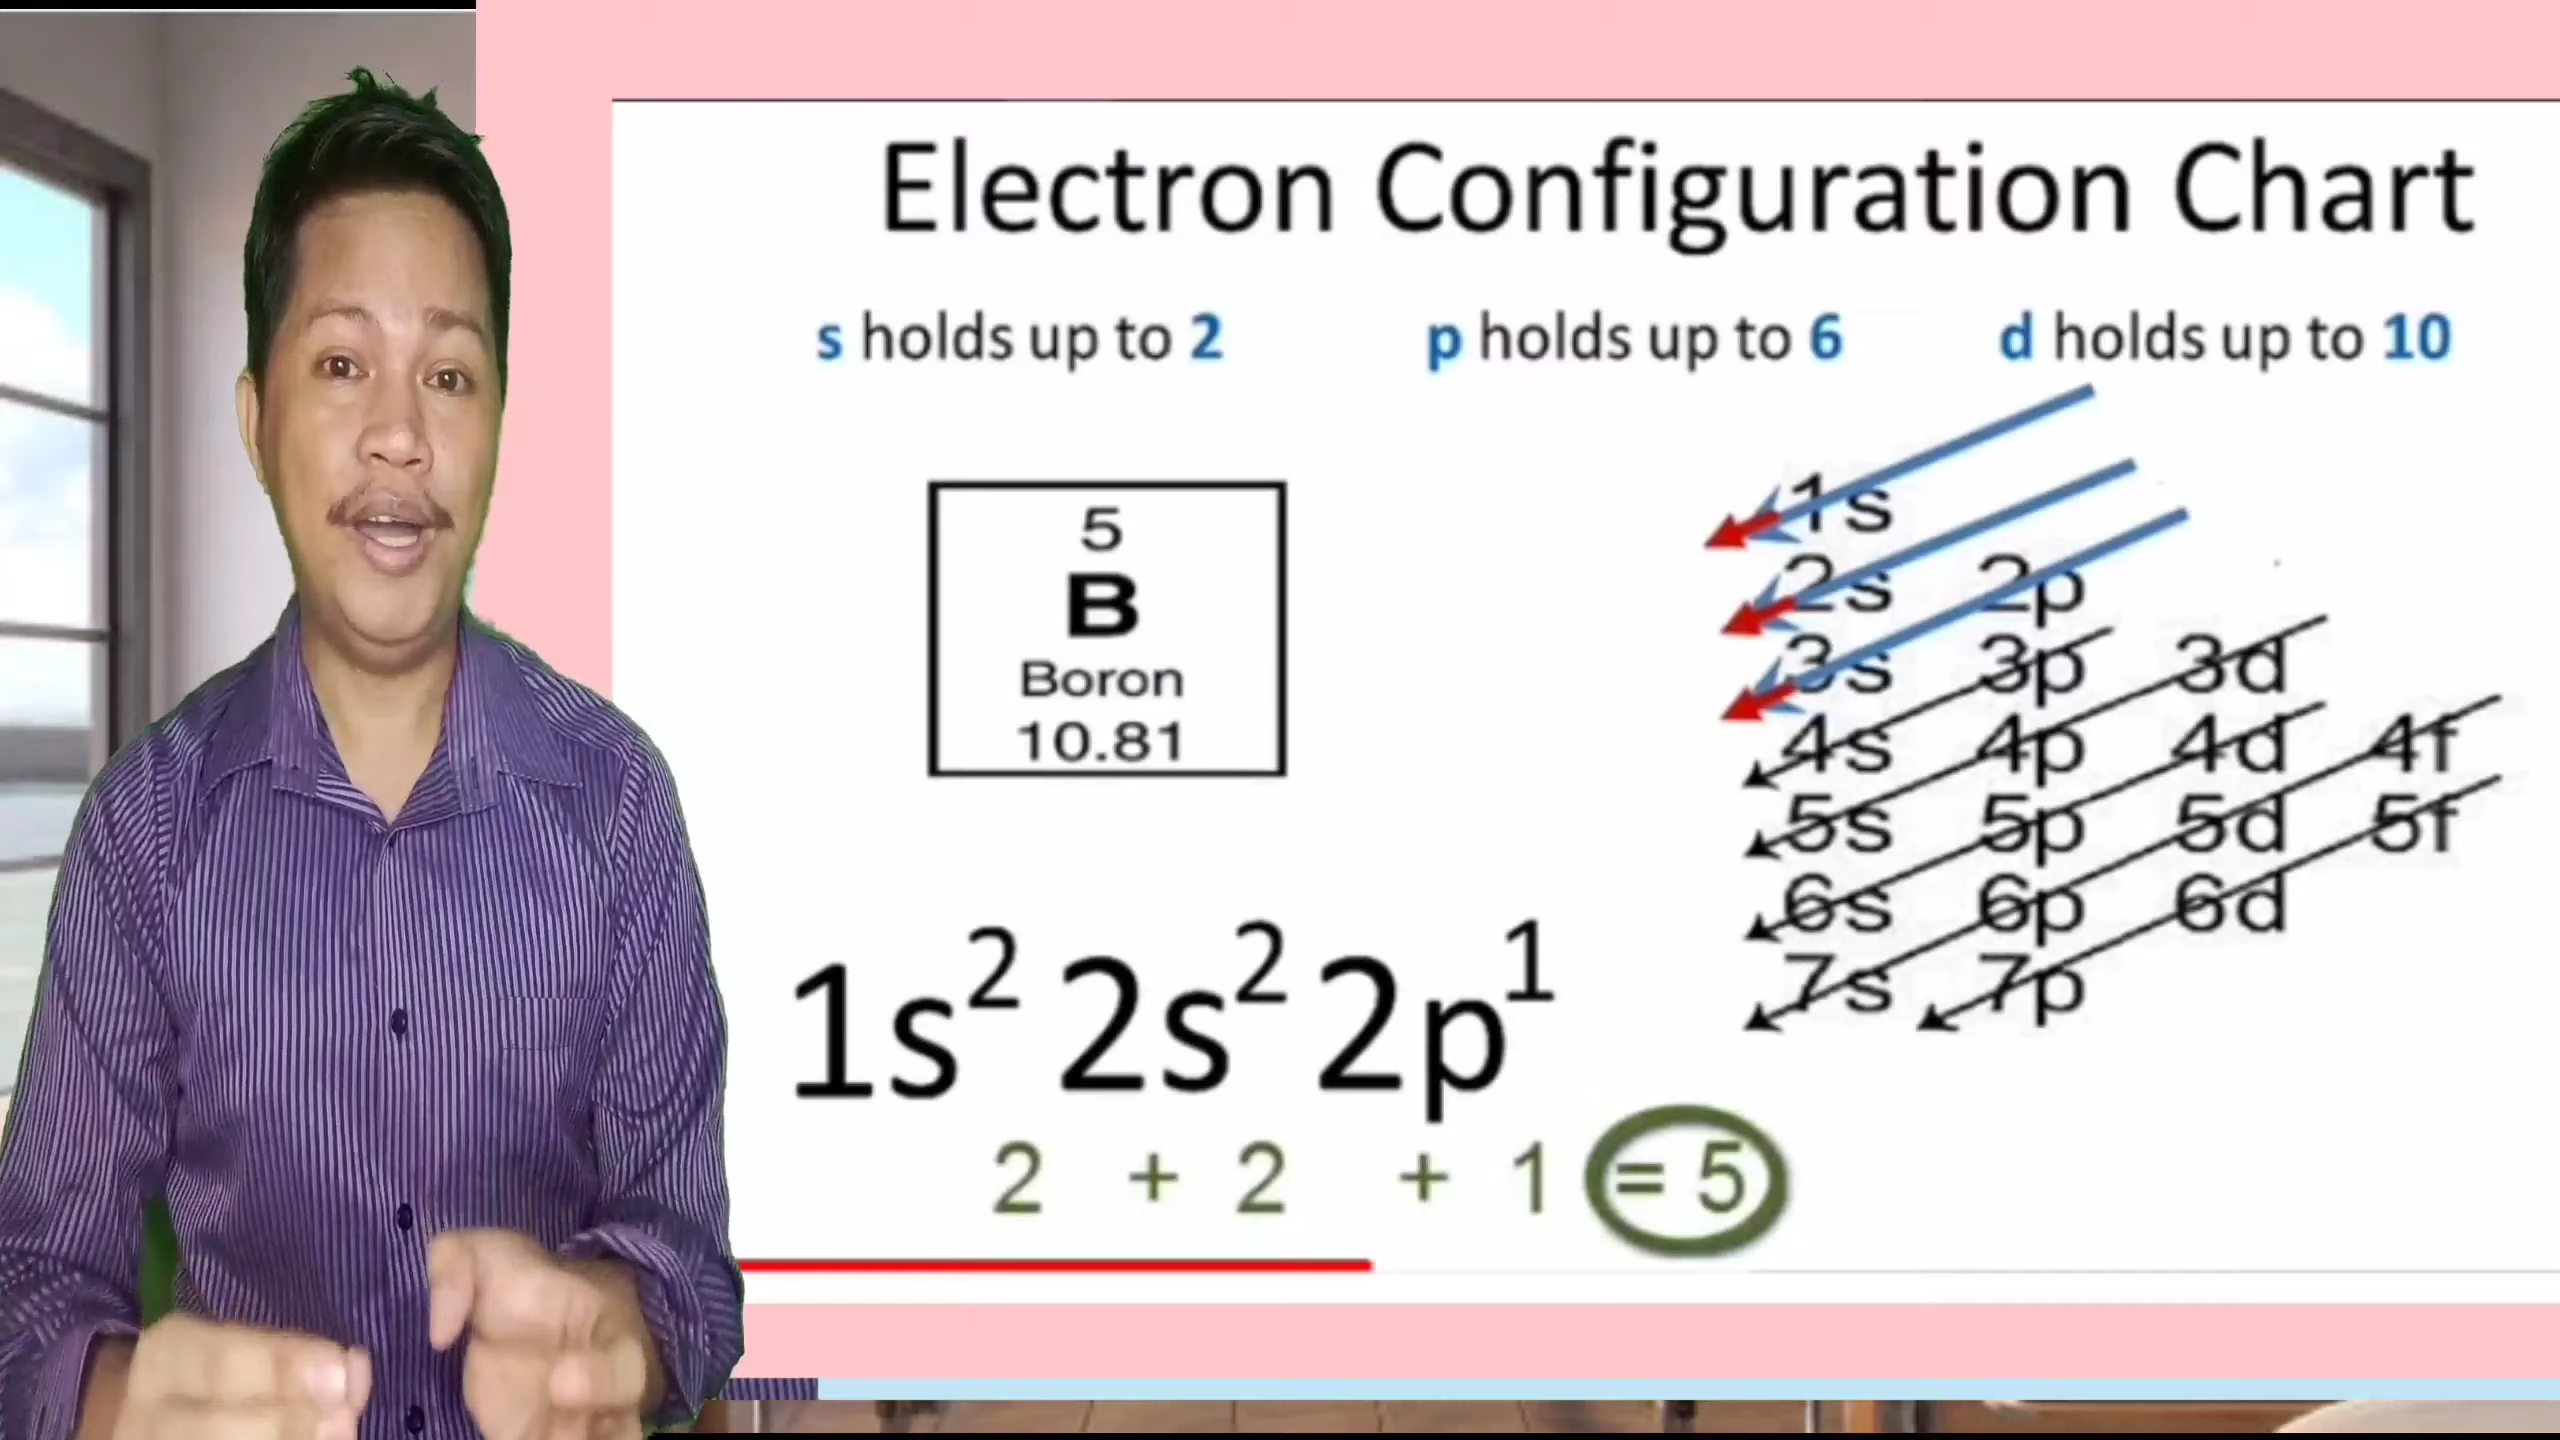 Electron Configuration Chart
s holds up to 2 p holds up to 6 d holds up to 10
5
B
Boron
10.81
1s
2s 2p
3s 3p 3d
4s 4p 4d 4f
5s 5p 5d 5f
6s 6p 6d
7s 7p
1s² 2s² 2p¹
2 + 2 + 1 = 5